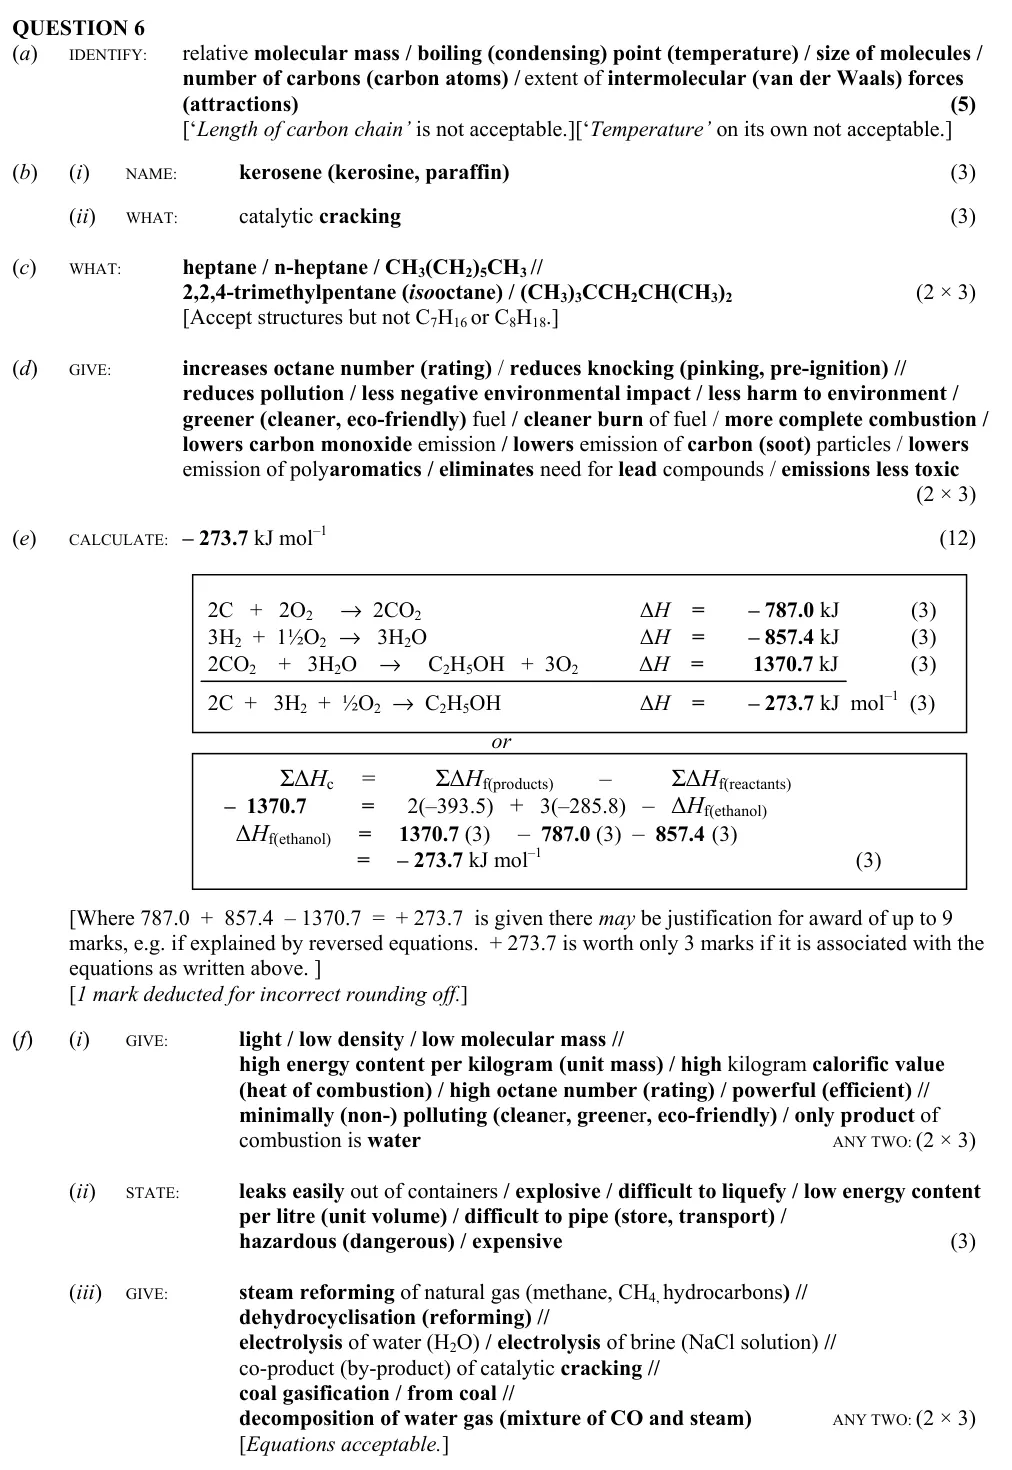 QUESTION 6
(a) IDENTIFY: relative molecular mass / boiling (condensing) point (temperature) / size of molecules /
number of carbons (carbon atoms) / extent of intermolecular (van der Waals) forces
(attractions) (5)
[‘Length of carbon chain’ is not acceptable.][‘Temperature’ on its own not acceptable.]
(b) (i) NAME: kerosene (kerosine, paraffin) (3)
(ii) WHAT: catalytic cracking (3)
(c) WHAT: heptane / n-heptane / CH₃(CH₂)₅CH₃ //
2,2,4-trimethylpentane (isooctane) / (CH₃)₃CCH₂CH(CH₃)₂ (2 × 3)
[Accept structures but not C₇H₁₆ or C₈H₁₈.]
(d) GIVE: increases octane number (rating) / reduces knocking (pinking, pre-ignition) //
reduces pollution / less negative environmental impact / less harm to environment /
greener (cleaner, eco-friendly) fuel / cleaner burn of fuel / more complete combustion /
lowers carbon monoxide emission / lowers emission of carbon (soot) particles / lowers
emission of polyaromatics / eliminates need for lead compounds / emissions less toxic
(2 × 3)
(e) CALCULATE: – 273.7 kJ mol⁻¹ (12)
2C + 2O₂ → 2CO₂ ΔH = – 787.0 kJ (3)
3H₂ + 1½O₂ → 3H₂O ΔH = – 857.4 kJ (3)
2CO₂ + 3H₂O → C₂H₅OH + 3O₂ ΔH = 1370.7 kJ (3)
2C + 3H₂ + ½O₂ → C₂H₅OH ΔH = – 273.7 kJ mol⁻¹ (3)
or
ΣΔHc = ΣΔHf(products) – ΣΔHf(reactants)
– 1370.7 = 2(–393.5) + 3(–285.8) – ΔHf(ethanol)
ΔHf(ethanol) = 1370.7 (3) – 787.0 (3) – 857.4 (3)
= – 273.7 kJ mol⁻¹ (3)
[Where 787.0 + 857.4 – 1370.7 = + 273.7 is given there may be justification for award of up to 9
marks, e.g. if explained by reversed equations. + 273.7 is worth only 3 marks if it is associated with the
equations as written above. ]
[1 mark deducted for incorrect rounding off.]
(f) (i) GIVE: light / low density / low molecular mass //
high energy content per kilogram (unit mass) / high kilogram calorific value
(heat of combustion) / high octane number (rating) / powerful (efficient) //
minimally (non-) polluting (cleaner, greener, eco-friendly) / only product of
combustion is water ANY TWO: (2 × 3)
(ii) STATE: leaks easily out of containers / explosive / difficult to liquefy / low energy content
per litre (unit volume) / difficult to pipe (store, transport) /
hazardous (dangerous) / expensive (3)
(iii) GIVE: steam reforming of natural gas (methane, CH₄, hydrocarbons) //
dehydrocyclisation (reforming) //
electrolysis of water (H₂O) / electrolysis of brine (NaCl solution) //
co-product (by-product) of catalytic cracking //
coal gasification / from coal //
decomposition of water gas (mixture of CO and steam) ANY TWO: (2 × 3)
[Equations acceptable.]